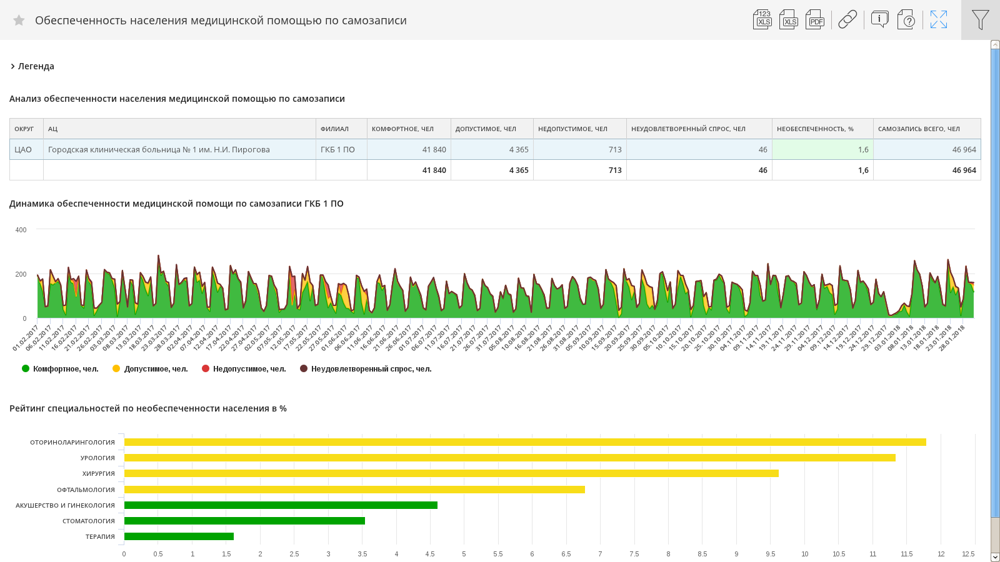 Обеспеченность населения медицинской помощью по самозаписи
123
XLS
XLS
PDF
Легенда
Анализ обеспеченности населения медицинской помощью по самозаписи
ОКРУГ АЦ ФИЛИАЛ КОМФОРТНОЕ, ЧЕЛ ДОПУСТИМОЕ, ЧЕЛ НЕДОПУСТИМОЕ, ЧЕЛ НЕУДОВЛЕТВОРЕННЫЙ СПРОС, ЧЕЛ НЕОБЕСПЕЧЕННОСТЬ, % САМОЗАПИСЬ ВСЕГО, ЧЕЛ
ЦАО Городская клиническая больница № 1 им. Н.И. Пирогова ГКБ 1 ПО 41 840 4 365 713 46 1,6 46 964
41 840 4 365 713 46 1,6 46 964
Динамика обеспеченности медицинской помощи по самозаписи ГКБ 1 ПО
400
200
0
01.02.2017 06.02.2017 11.02.2017 16.02.2017 21.02.2017 26.02.2017 03.03.2017 08.03.2017 13.03.2017 18.03.2017 23.03.2017 28.03.2017 02.04.2017 07.04.2017 12.04.2017 17.04.2017 22.04.2017 27.04.2017 02.05.2017 07.05.2017 12.05.2017 17.05.2017 22.05.2017 27.05.2017 01.06.2017 06.06.2017 11.06.2017 16.06.2017 21.06.2017 26.06.2017 01.07.2017 06.07.2017 11.07.2017 16.07.2017 21.07.2017 26.07.2017 31.07.2017 05.08.2017 10.08.2017 16.08.2017 21.08.2017 26.08.2017 31.08.2017 05.09.2017 10.09.2017 15.09.2017 20.09.2017 25.09.2017 30.09.2017 05.10.2017 10.10.2017 15.10.2017 20.10.2017 25.10.2017 30.10.2017 04.11.2017 09.11.2017 14.11.2017 19.11.2017 24.11.2017 29.11.2017 04.12.2017 09.12.2017 14.12.2017 19.12.2017 24.12.2017 29.12.2017 03.01.2018 08.01.2018 13.01.2018 18.01.2018 23.01.2018 28.01.2018
Комфортное, чел. Допустимое, чел. Недопустимое, чел. Неудовлетворенный спрос, чел.
Рейтинг специальностей по необеспеченности населения в %
ОТОРИНОЛАРИНГОЛОГИЯ
УРОЛОГИЯ
ХИРУРГИЯ
ОФТАЛЬМОЛОГИЯ
АКУШЕРСТВО И ГИНЕКОЛОГИЯ
СТОМАТОЛОГИЯ
ТЕРАПИЯ
0 0.5 1 1.5 2 2.5 3 3.5 4 4.5 5 5.5 6 6.5 7 7.5 8 8.5 9 9.5 10 10.5 11 11.5 12 12.5